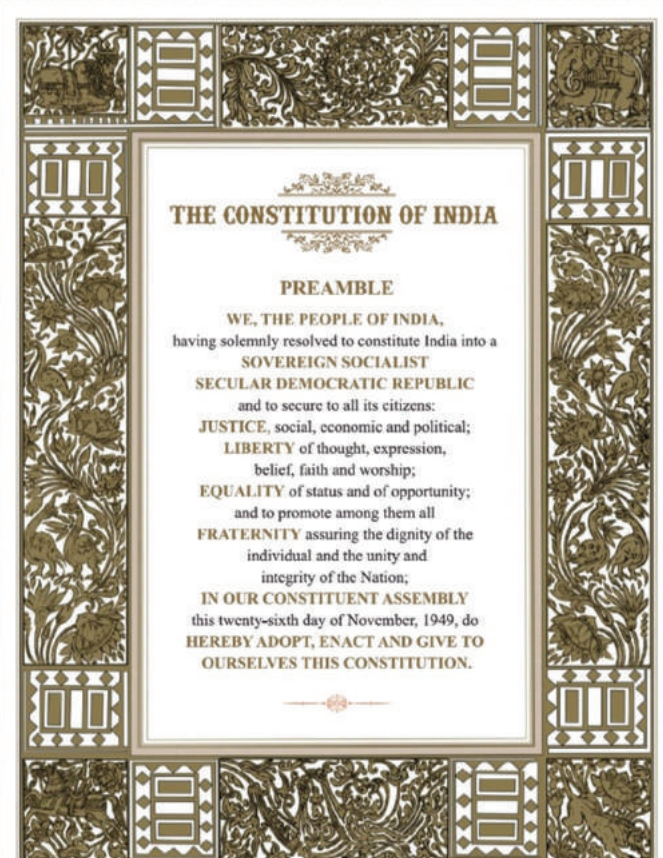 THE CONSTITUTION OF INDIA
PREAMBLE
WE, THE PEOPLE OF INDIA,
having solemnly resolved to constitute India into a
SOVEREIGN SOCIALIST
SECULAR DEMOCRATIC REPUBLIC
and to secure to all its citizens:
JUSTICE, social, economic and political;
LIBERTY of thought, expression,
belief, faith and worship;
EQUALITY of status and of opportunity;
and to promote among them all
FRATERNITY assuring the dignity of the
individual and the unity and
integrity of the Nation;
IN OUR CONSTITUENT ASSEMBLY
this twenty-sixth day of November, 1949, do
HEREBY ADOPT, ENACT AND GIVE TO
OURSELVES THIS CONSTITUTION.